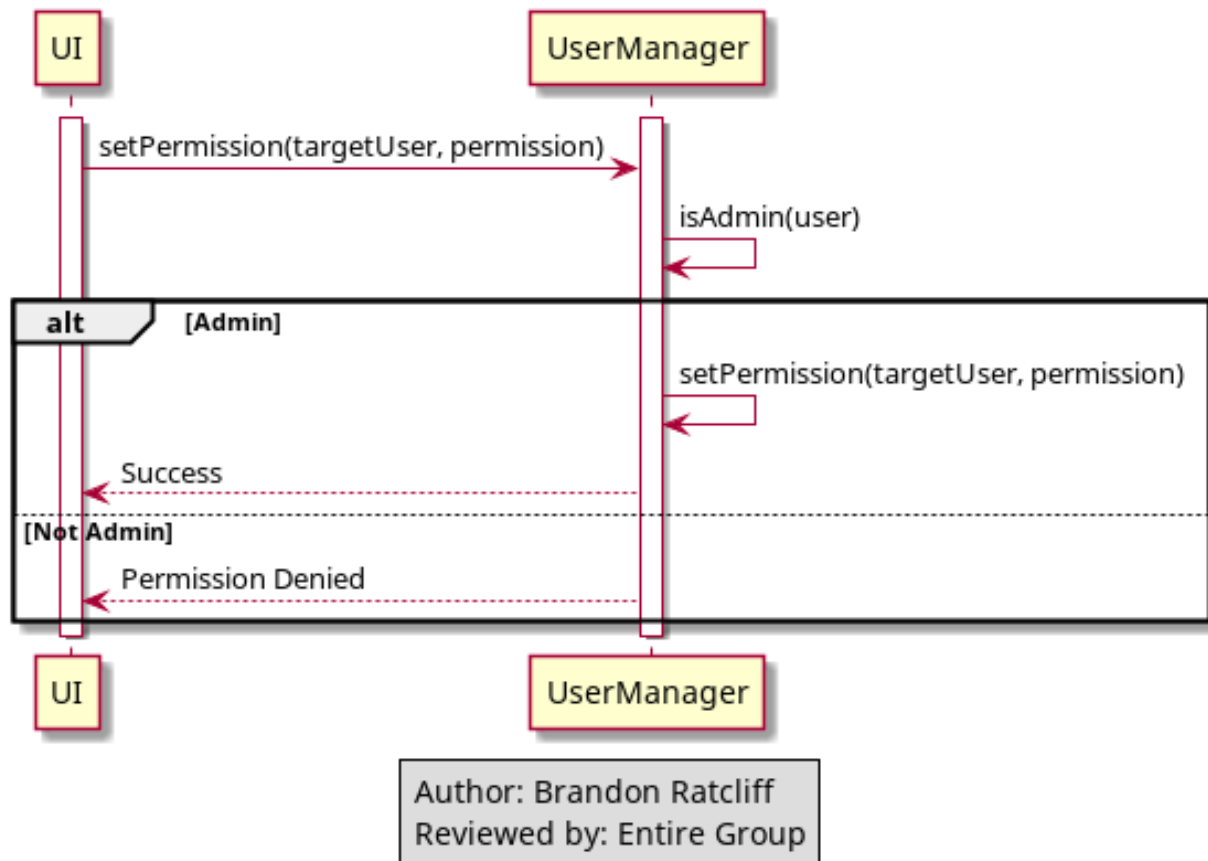 UI
UserManager
setPermission(targetUser, permission)
isAdmin(user)
alt
[Admin]
setPermission(targetUser, permission)
Success
[Not Admin]
Permission Denied
UI
UserManager
Author: Brandon Ratcliff
Reviewed by: Entire Group